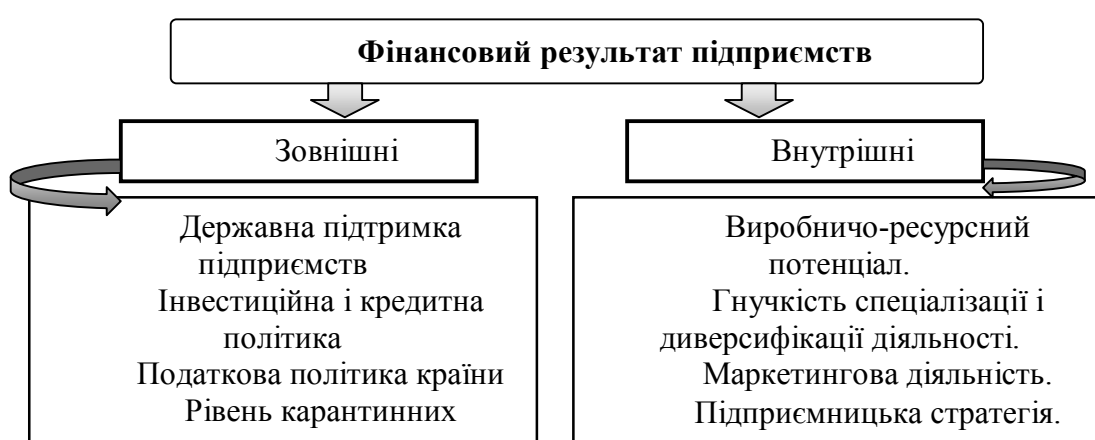 Фінансовий результат підприємств
Зовнішні
Внутрішні
Державна підтримка
підприємств
Інвестиційна і кредитна
політика
Податкова політика країни
Рівень карантинних
Виробничо-ресурсний
потенціал.
Гнучкість спеціалізації і
диверсифікації діяльності.
Маркетингова діяльність.
Підприємницька стратегія.